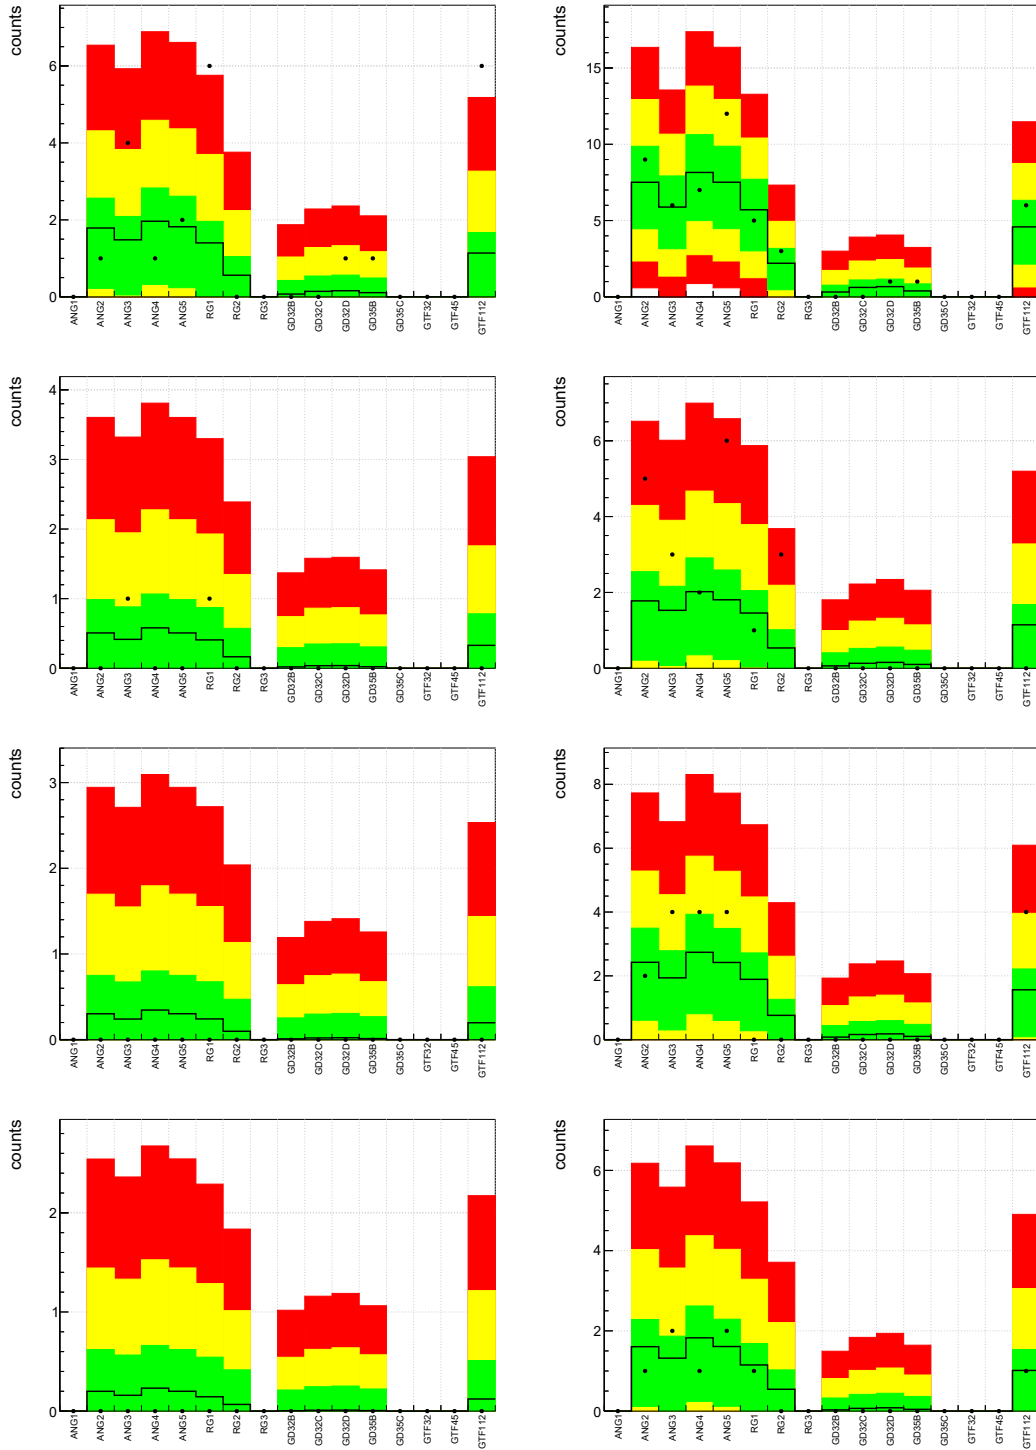 counts
6
4
2
0
ANG1 ANG2 ANG3 ANG4 ANG5 RG1 RG2 RG3 GD32B GD32C GD32D GD35B GD35C GTF32 GTF45 GTF112
counts
15
10
5
0
ANG1 ANG2 ANG3 ANG4 ANG5 RG1 RG2 RG3 GD32B GD32C GD32D GD35B GD35C GTF32 GTF45 GTF112
counts
4
3
2
1
0
ANG1 ANG2 ANG3 ANG4 ANG5 RG1 RG2 RG3 GD32B GD32C GD32D GD35B GD35C GTF32 GTF45 GTF112
counts
6
4
2
0
ANG1 ANG2 ANG3 ANG4 ANG5 RG1 RG2 RG3 GD32B GD32C GD32D GD35B GD35C GTF32 GTF45 GTF112
counts
3
2
1
0
ANG1 ANG2 ANG3 ANG4 ANG5 RG1 RG2 RG3 GD32B GD32C GD32D GD35B GD35C GTF32 GTF45 GTF112
counts
8
6
4
2
0
ANG1 ANG2 ANG3 ANG4 ANG5 RG1 RG2 RG3 GD32B GD32C GD32D GD35B GD35C GTF32 GTF45 GTF112
counts
2
1
0
ANG1 ANG2 ANG3 ANG4 ANG5 RG1 RG2 RG3 GD32B GD32C GD32D GD35B GD35C GTF32 GTF45 GTF112
counts
6
4
2
0
ANG1 ANG2 ANG3 ANG4 ANG5 RG1 RG2 RG3 GD32B GD32C GD32D GD35B GD35C GTF32 GTF45 GTF112